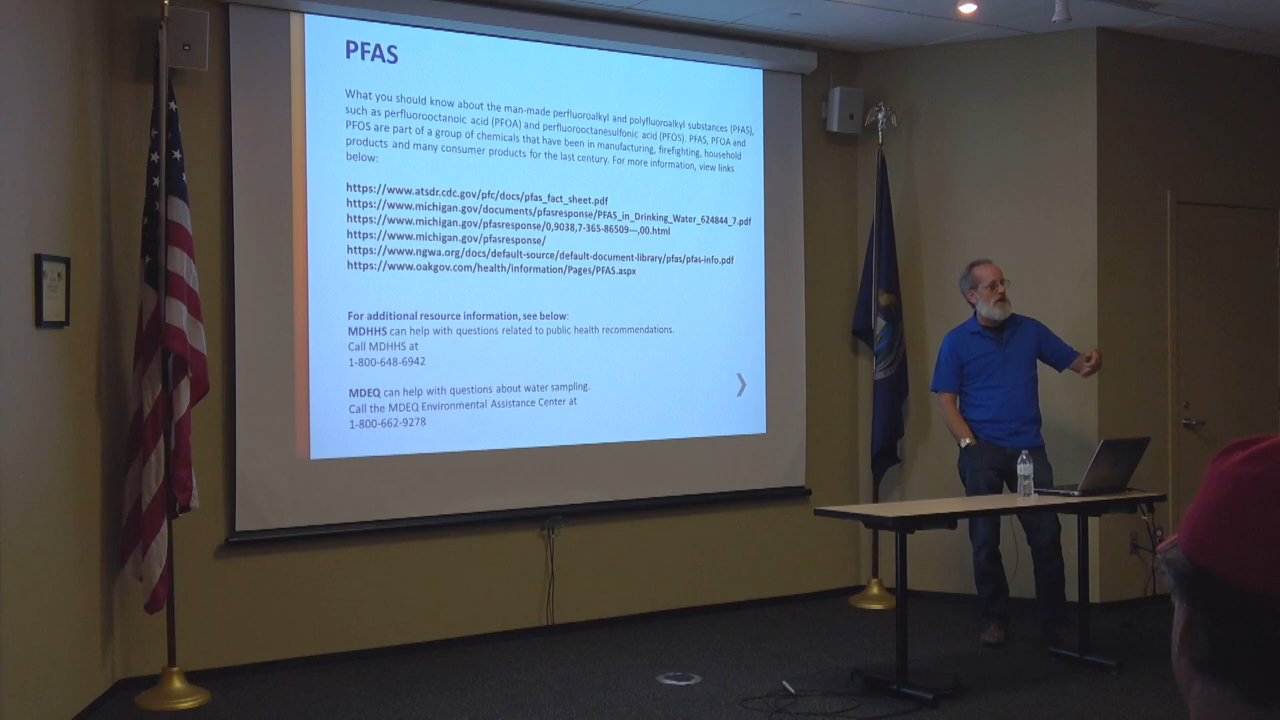 PFAS
What you should know about the man-made perfluoroalkyl and polyfluoroalkyl substances (PFAS),
such as perfluorooctanoic acid (PFOA) and perfluorooctanesulfonic acid (PFOS). PFAS, PFOA and
PFOS are part of a group of chemicals that have been in manufacturing, firefighting, household
products and many consumer products for the last century. For more information, view links
below:
https://www.atsdr.cdc.gov/pfc/docs/pfas_fact_sheet.pdf
https://www.michigan.gov/documents/pfasresponse/PFAS_in_Drinking_Water_624844_7.pdf
https://www.michigan.gov/pfasresponse/0,9038,7-365-86509---,00.html
https://www.michigan.gov/pfasresponse/
https://www.ngwa.org/docs/default-source/default-document-library/pfas/pfas-info.pdf
https://www.oakgov.com/health/information/Pages/PFAS.aspx
For additional resource information, see below:
MDHHS can help with questions related to public health recommendations.
Call MDHHS at
1-800-648-6942
MDEQ can help with questions about water sampling.
Call the MDEQ Environmental Assistance Center at
1-800-662-9278